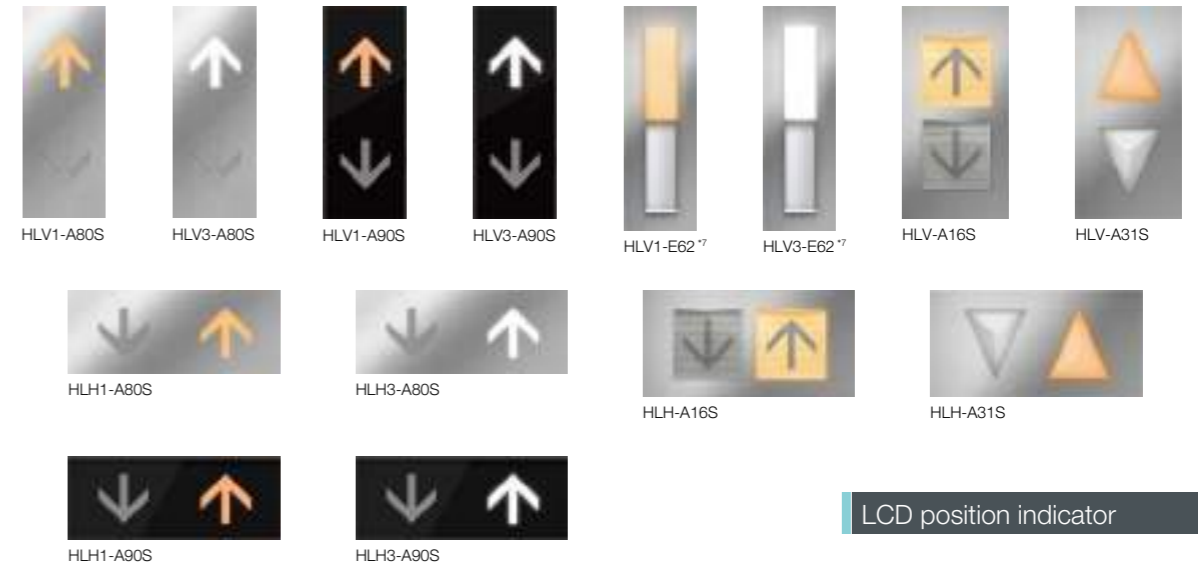 HLV1-A80S
HLV3-A80S
HLV1-A90S
HLV3-A90S
HLV1-E62 *7
HLV3-E62 *7
HLV-A16S
HLV-A31S
HLH1-A80S
HLH3-A80S
HLH-A16S
HLH-A31S
HLH1-A90S
HLH3-A90S
LCD position indicator